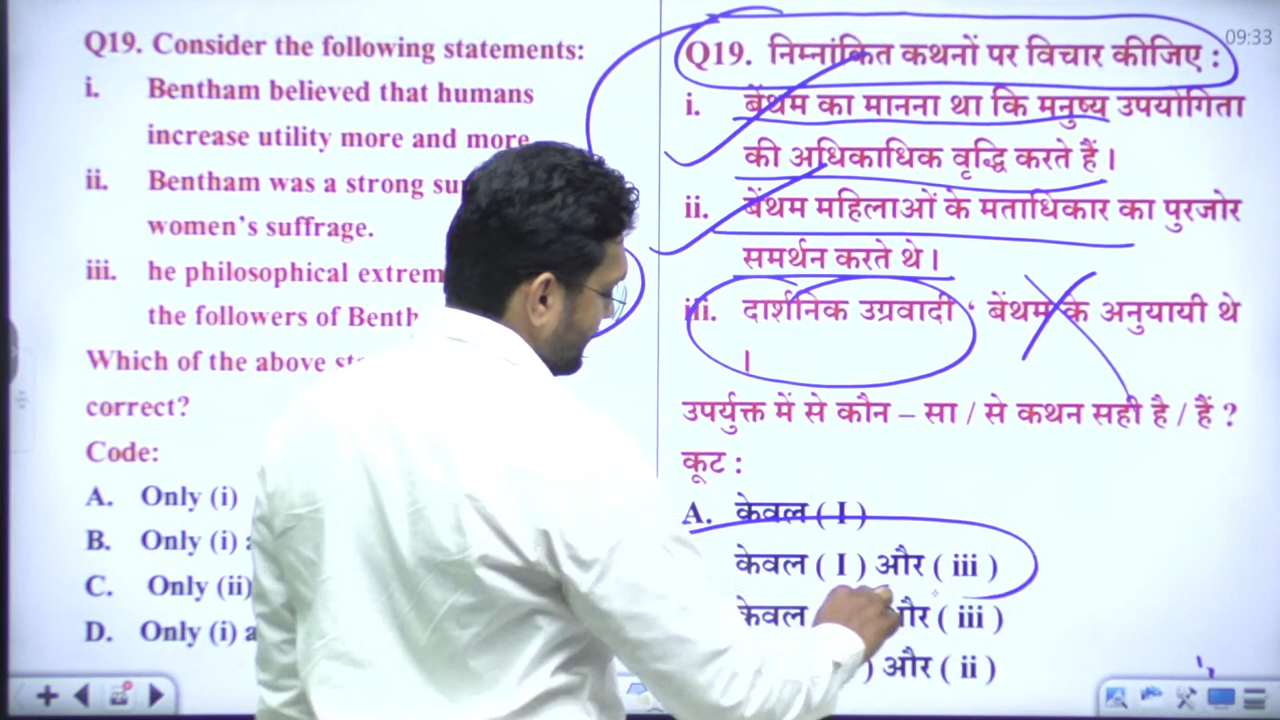 Q19. Consider the following statements:
i. Bentham believed that humans
increase utility more and more
ii. Bentham was a strong
women's suffrage.
iii. he philosophical
the followers of
Which of the above
correct?
Code:
A. Only (i)
B. Only (i)
C. Only (ii)
D. Only (i)
Q19. निम्नांकित कथनों पर विचार कीजिए :
09:33
i. बेंथम का मानना था कि मनुष्य उपयोगिता
की अधिकाधिक वृद्धि करते हैं।
ii. बेंथम महिलाओं के मताधिकार का पुरजोर
समर्थन करते थे।
iii. दार्शनिक उग्रवादी ' बेंथम के अनुयायी थे
।
उपर्युक्त में से कौन – सा / से कथन सही है / हैं ?
कूट :
A. केवल ( I )
केवल ( I ) और ( iii )
केवल और ( iii )
) और ( ii )